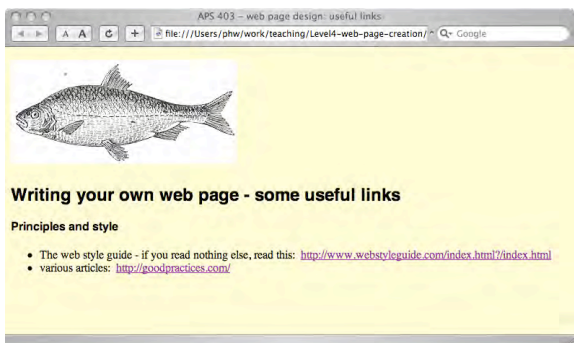 APS 403 – web page design: useful links
A A C + file:///Users/phw/work/teaching/Level4-web-page-creation/ Q Google
Writing your own web page - some useful links
Principles and style
• The web style guide - if you read nothing else, read this: http://www.webstyleguide.com/index.html?/index.html
• various articles: http://goodpractices.com/